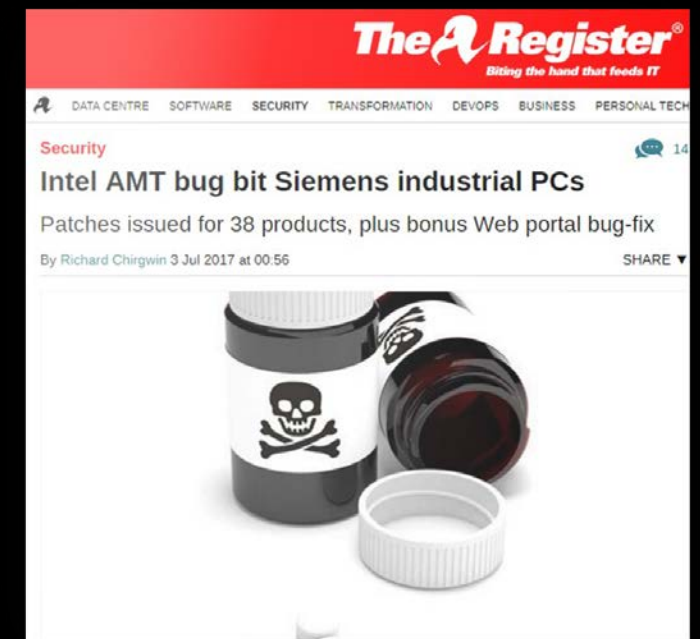 The Register®
Biting the hand that feeds IT
DATA CENTRE SOFTWARE SECURITY TRANSFORMATION DEVOPS BUSINESS PERSONAL TECH
Security 14
Intel AMT bug bit Siemens industrial PCs
Patches issued for 38 products, plus bonus Web portal bug-fix
By Richard Chirgwin 3 Jul 2017 at 00:56 SHARE ▼